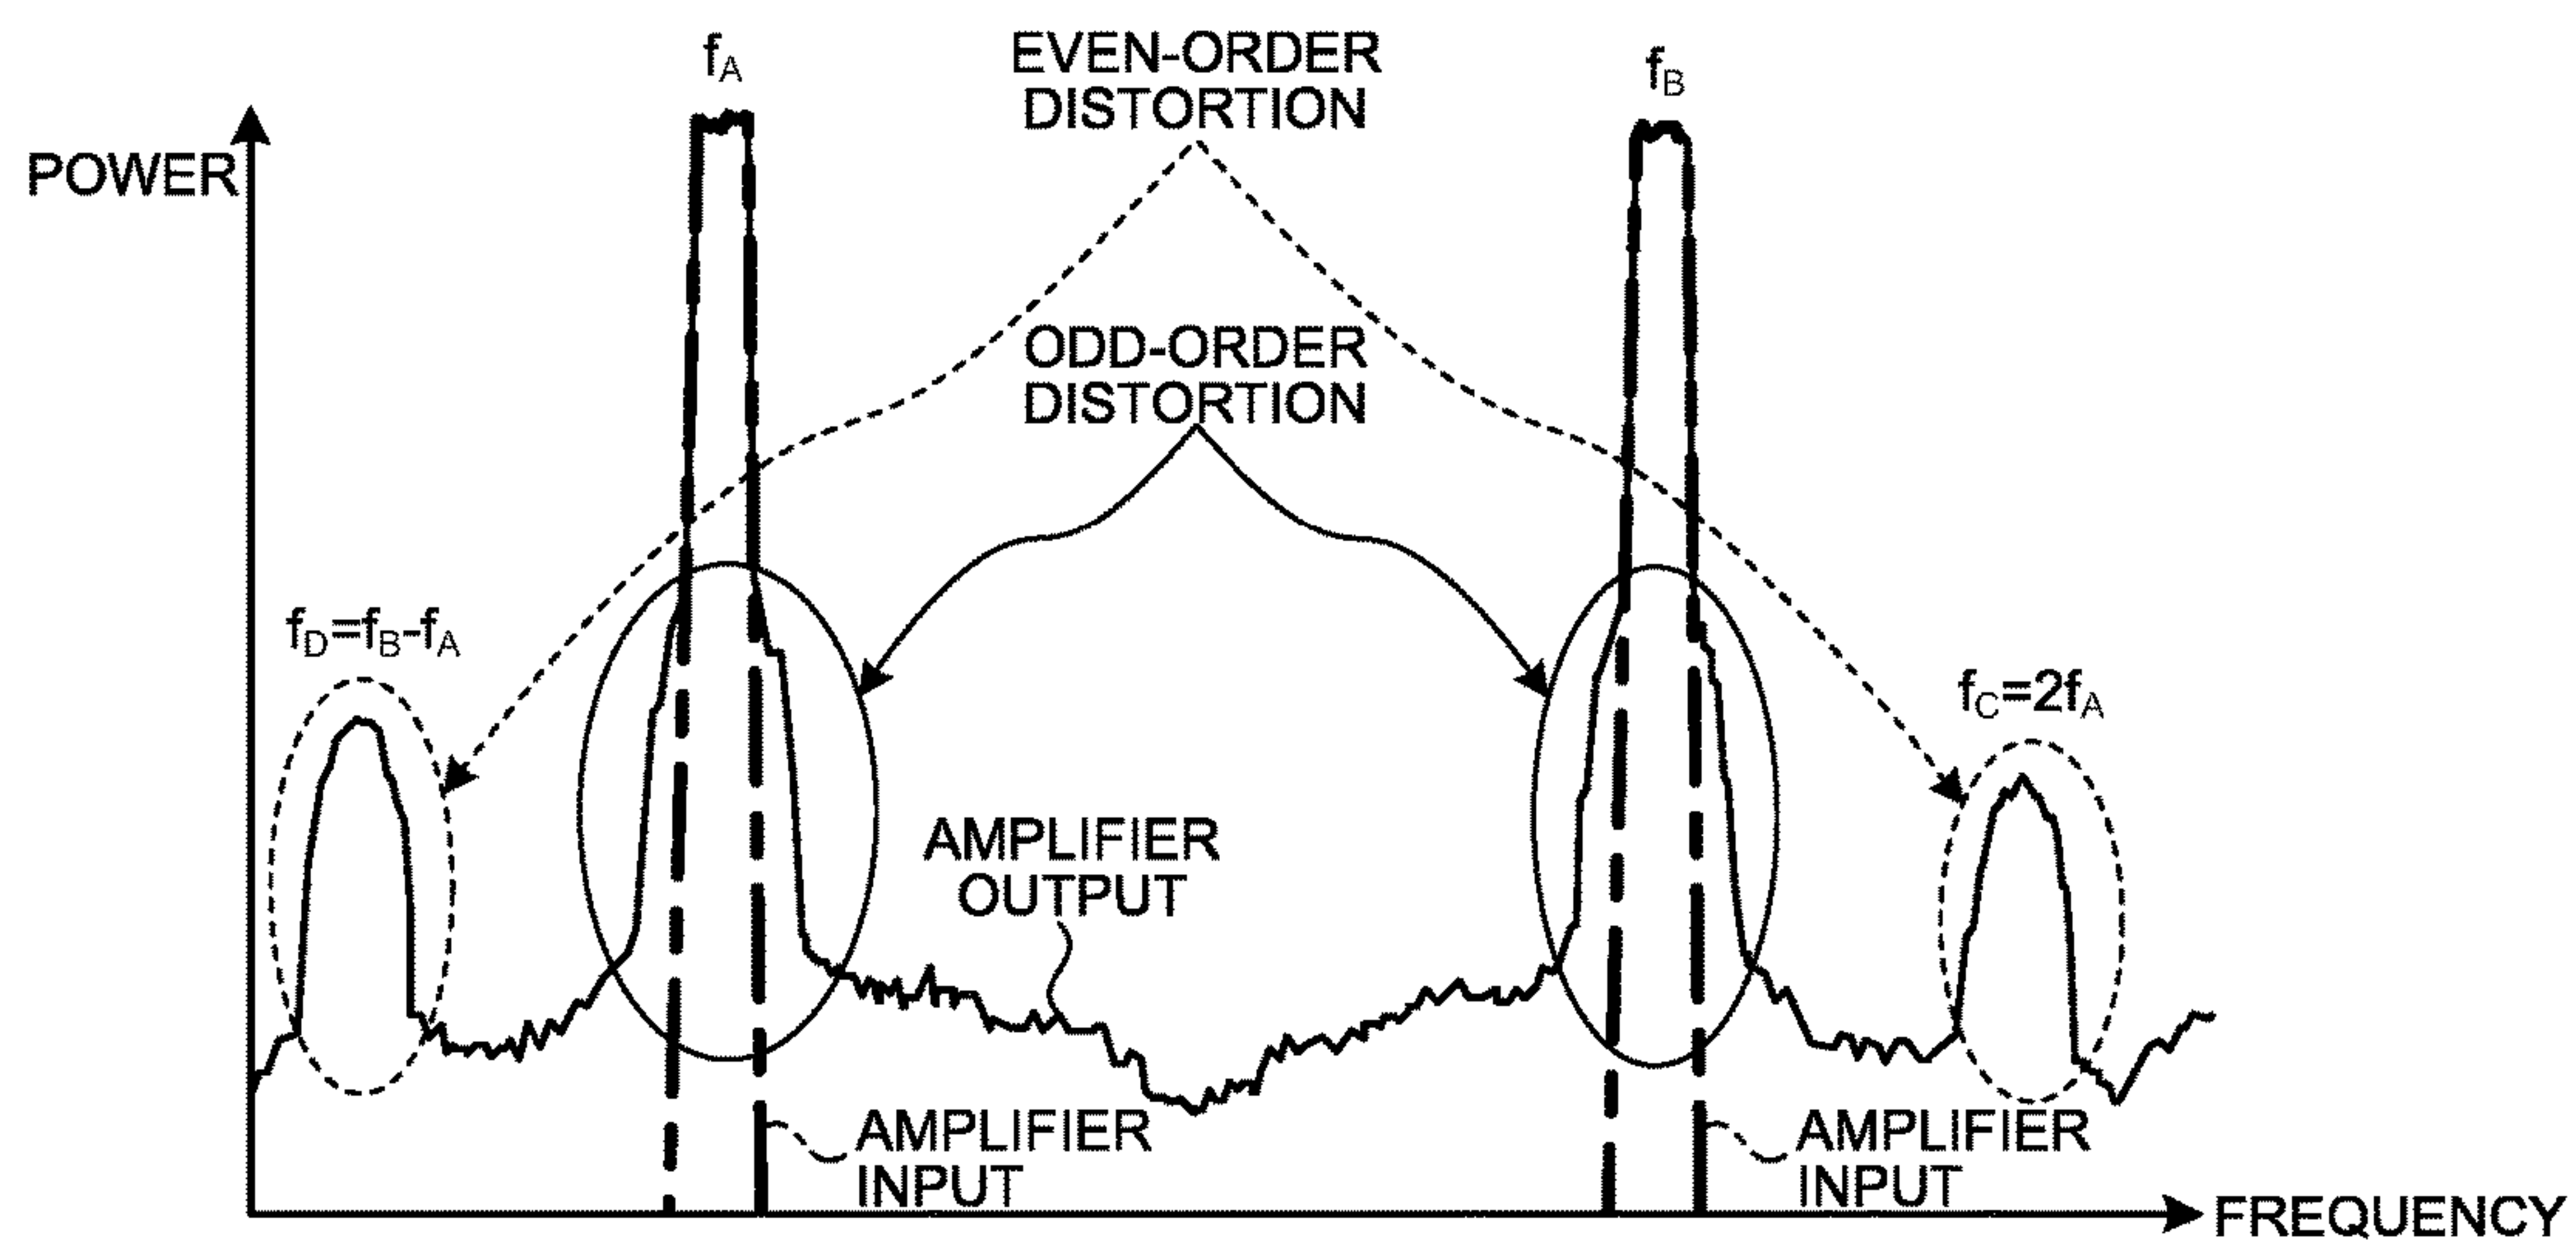 fA
EVEN-ORDER
DISTORTION
fB
POWER
ODD-ORDER
DISTORTION
fD=fB-fA
fC=2fA
AMPLIFIER
OUTPUT
AMPLIFIER
INPUT
AMPLIFIER
INPUT
FREQUENCY